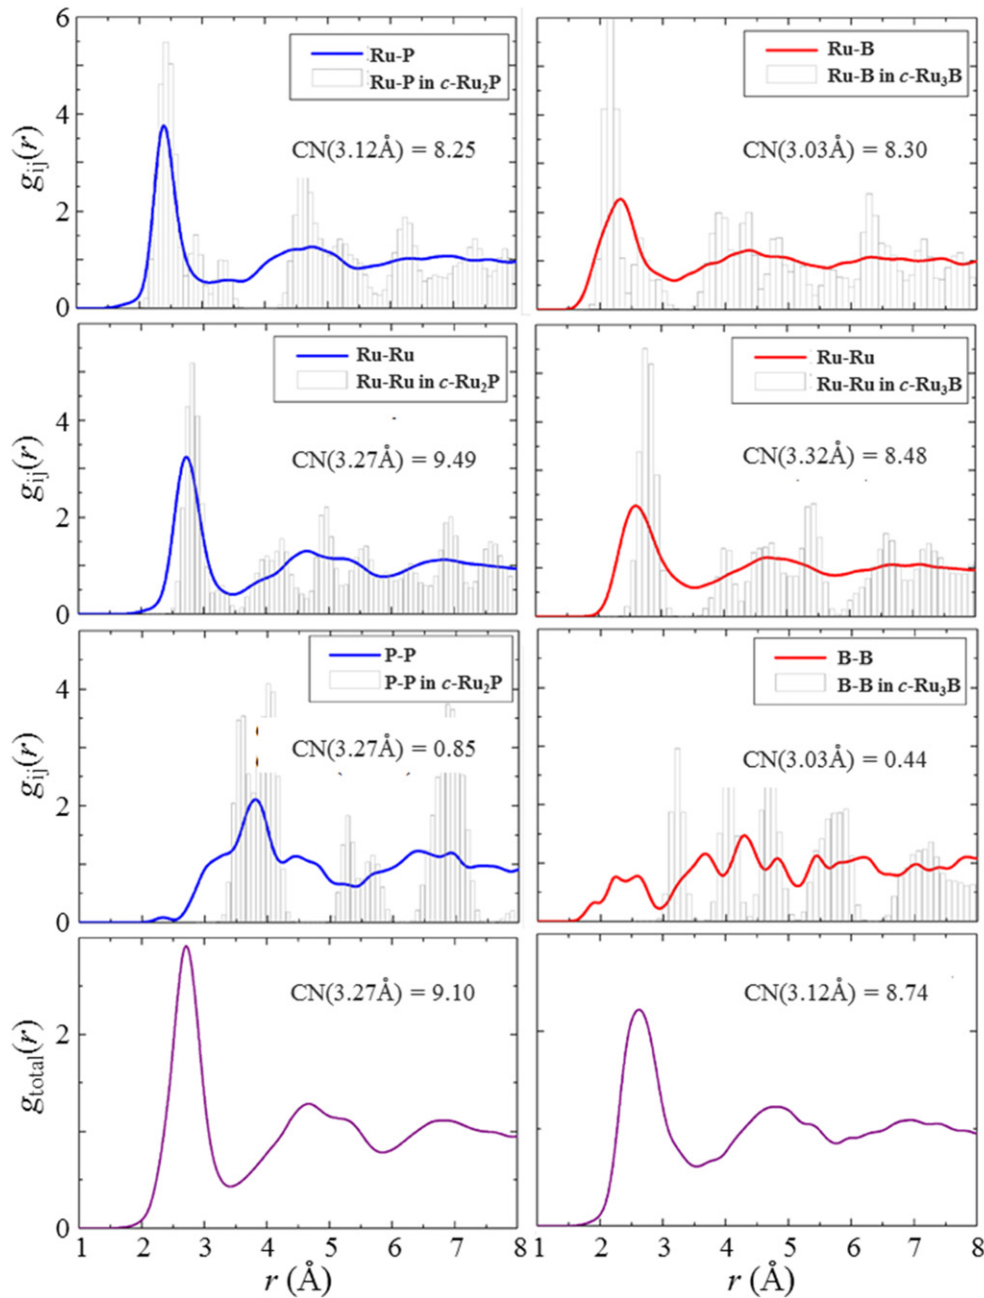 6
4
2
0
g_ij(r)
Ru-P
Ru-P in c-Ru₂P
CN(3.12Å) = 8.25
Ru-B
Ru-B in c-Ru₃B
CN(3.03Å) = 8.30
4
2
0
g_ij(r)
Ru-Ru
Ru-Ru in c-Ru₂P
CN(3.27Å) = 9.49
Ru-Ru
Ru-Ru in c-Ru₃B
CN(3.32Å) = 8.48
4
2
0
g_ij(r)
P-P
P-P in c-Ru₂P
CN(3.27Å) = 0.85
B-B
B-B in c-Ru₃B
CN(3.03Å) = 0.44
2
0
g_total(r)
CN(3.27Å) = 9.10
CN(3.12Å) = 8.74
1 2 3 4 5 6 7 8
1 2 3 4 5 6 7 8
r (Å)
r (Å)